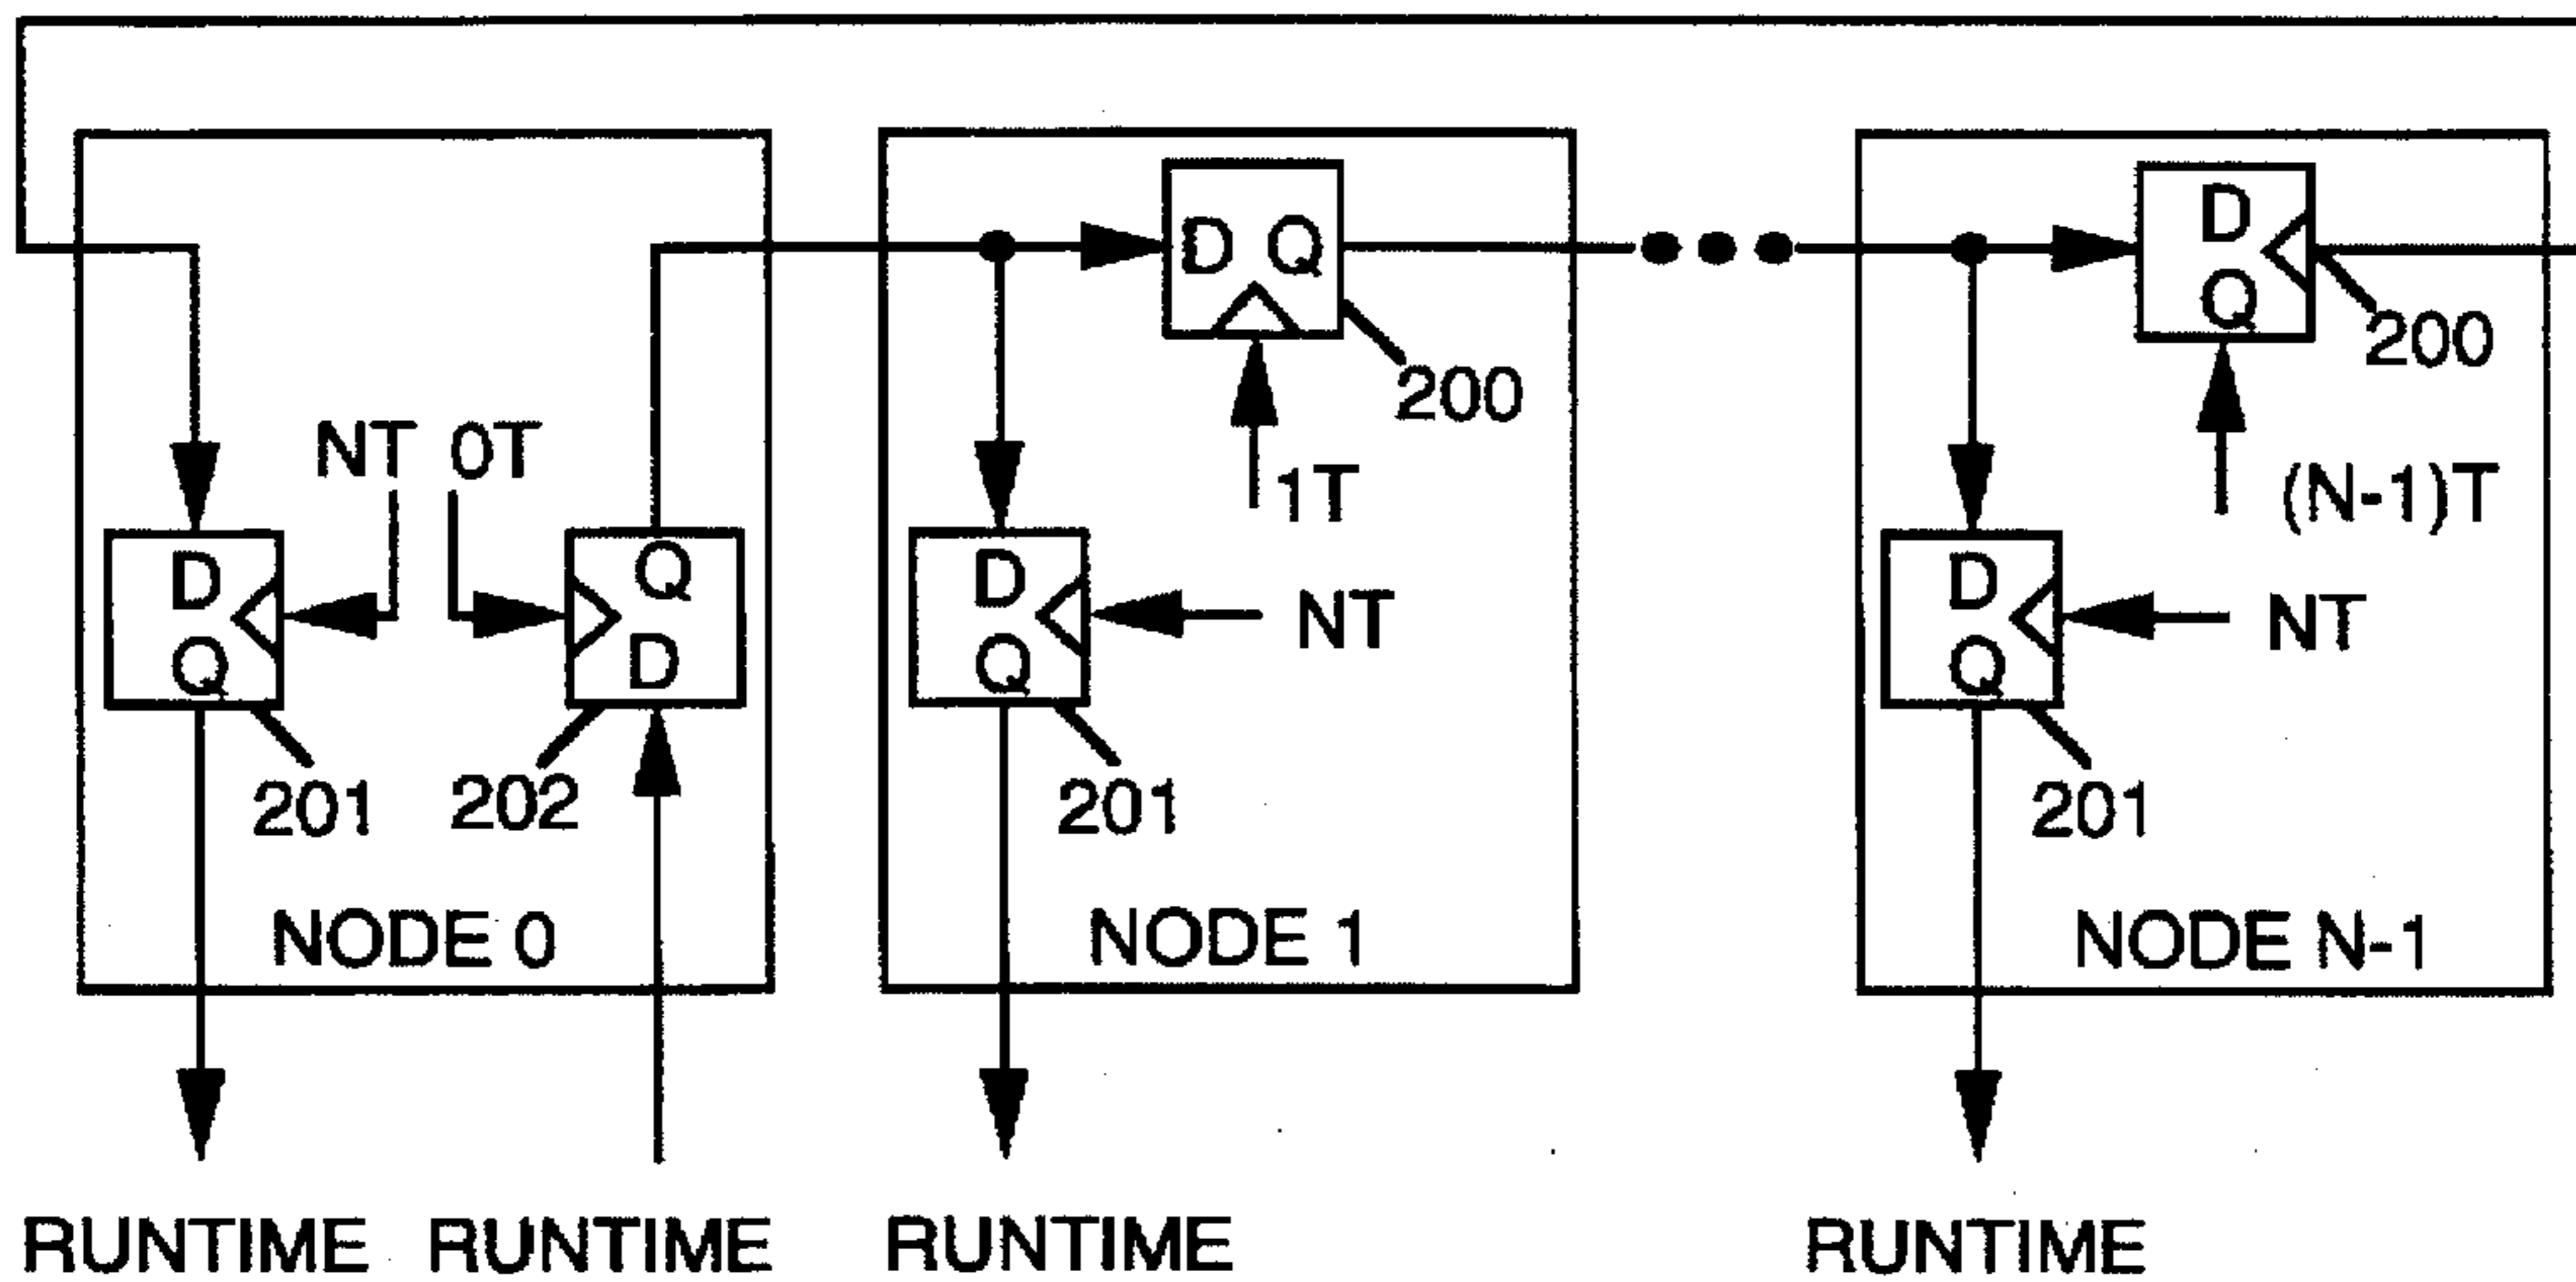 D
Q
D Q
200
200
NT 0T
1T
(N-1)T
D
Q
Q
D
D
Q
NT
D
Q
NT
201
202
201
201
NODE 0
NODE 1
NODE N-1
RUNTIME
RUNTIME
RUNTIME
RUNTIME